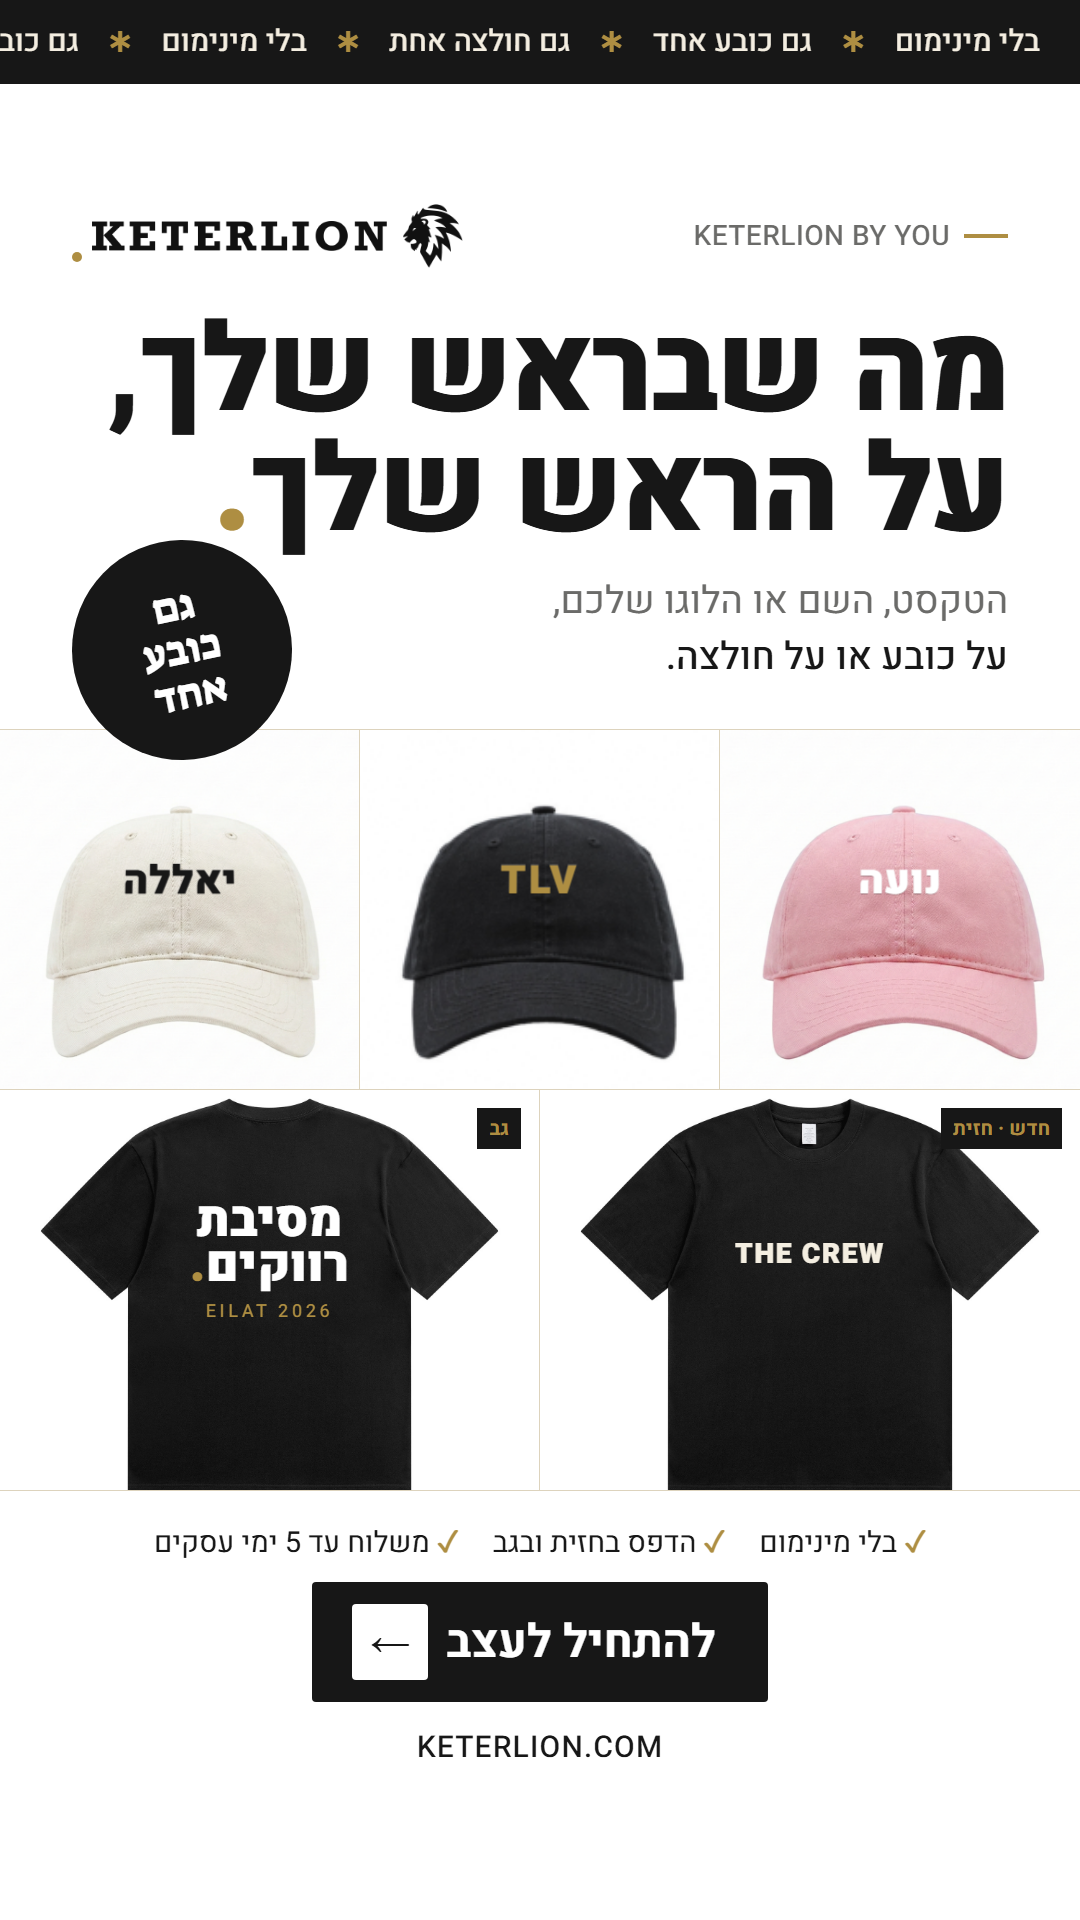 בלי מינימום * גם כובע אחד * גם חולצה אחת * בלי מינימום * גם כוב
KETERLION BY YOU
KETERLION
מה שבראש שלך,
על הראש שלך.
הטקסט, השם או הלוגו שלכם,
על כובע או על חולצה.
גם
כובע
אחד
נועה
TLV
יאללה
חדש · חזית
THE CREW
גב
מסיבת
רווקים.
EILAT 2026
✓ בלי מינימום ✓ הדפס בחזית ובגב ✓ משלוח עד 5 ימי עסקים
להתחיל לעצב ←
KETERLION.COM